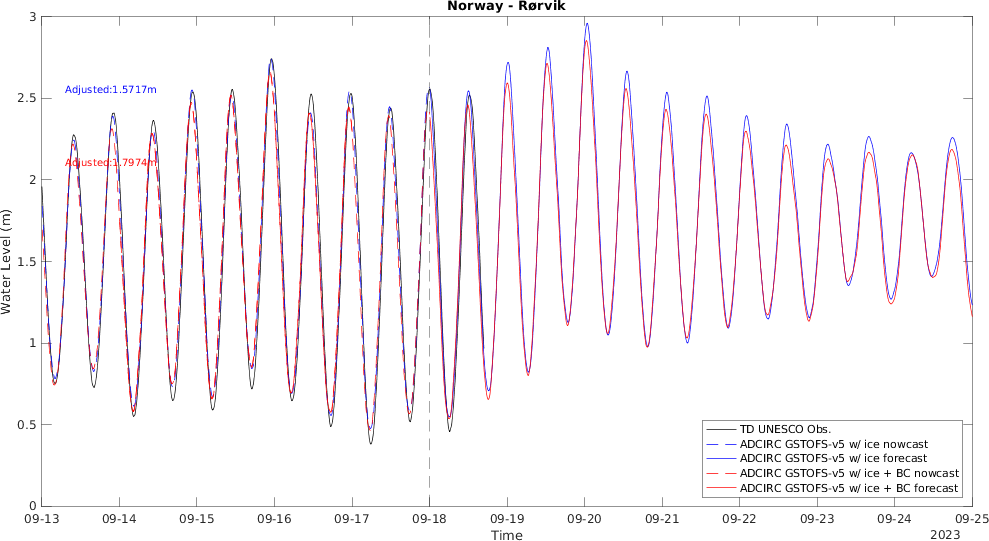 Norway - Rørvik
3
2.5
2
1.5
1
0.5
0
Water Level (m)
Adjusted:1.5717m
Adjusted:1.7974m
TD UNESCO Obs.
ADCIRC GSTOFS-v5 w/ ice nowcast
ADCIRC GSTOFS-v5 w/ ice forecast
ADCIRC GSTOFS-v5 w/ ice + BC nowcast
ADCIRC GSTOFS-v5 w/ ice + BC forecast
09-13 09-14 09-15 09-16 09-17 09-18 09-19 09-20 09-21 09-22 09-23 09-24 09-25
Time
2023